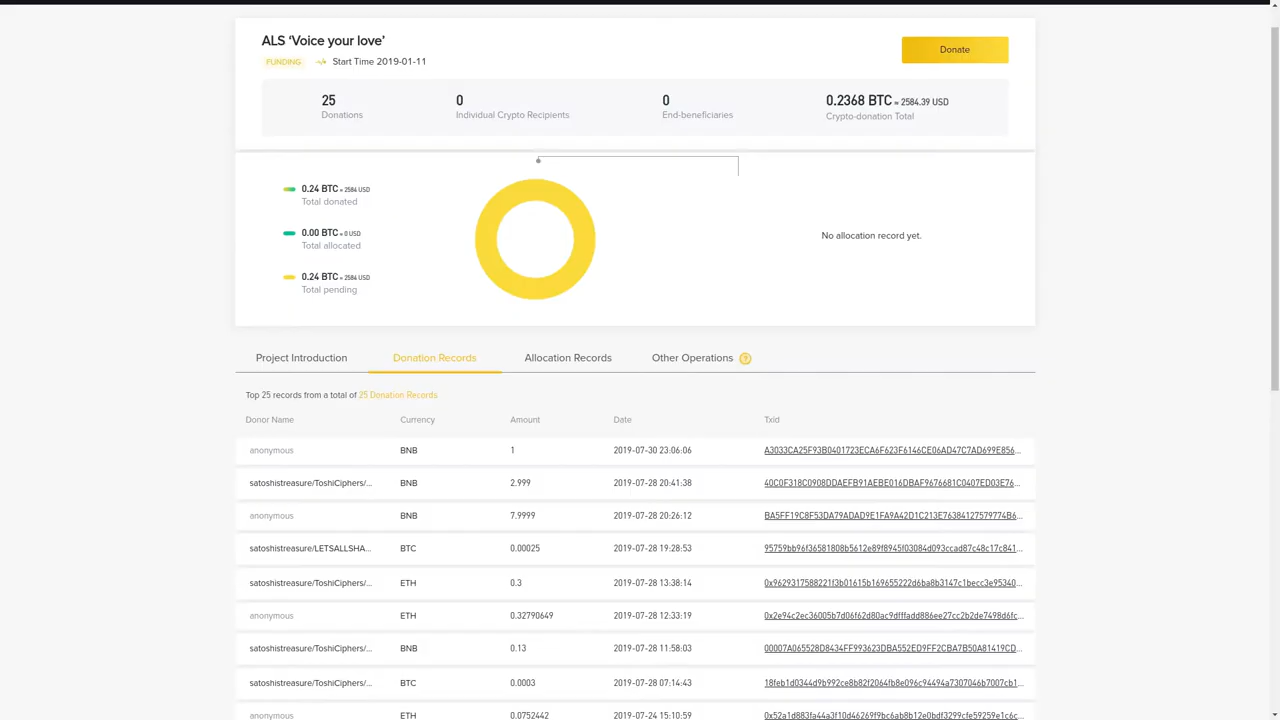 ALS ‘Voice your love’
Donate
FUNDING Start Time 2019-01-11
25 0 0 0.2368 BTC ≈ 2584.39 USD
Donations Individual Crypto Recipients End-beneficiaries Crypto-donation Total
0.24 BTC ≈ 2584 USD
Total donated
0.00 BTC ≈ 0 USD
Total allocated
0.24 BTC ≈ 2584 USD
Total pending
No allocation record yet.
Project Introduction Donation Records Allocation Records Other Operations ?
Top 25 records from a total of 25 Donation Records
Donor Name Currency Amount Date Txid
anonymous BNB 1 2019-07-30 23:06:06 A3033CA25F93B0401723ECA6F623F6146CE06AD47C7AD699E856...
satoshistreasure/ToshiCiphers/... BNB 2.999 2019-07-28 20:41:38 40C0F318C0908DDAEFB91AEBE016DBAF9676681C0407ED03E76...
anonymous BNB 7.9999 2019-07-28 20:26:12 BA5FF19C8F53DA79ADAD9E1FA9A42D1C213E76384127579774B6...
satoshistreasure/LETSALLSHA... BTC 0.00025 2019-07-28 19:28:53 95759bb96f36581808b5612e89f8945f03084d093ccad87c48c17c841...
satoshistreasure/ToshiCiphers/... ETH 0.3 2019-07-28 13:38:14 0x9629317588221f3b01615b169655222d6ba8b3147c1becc3e95340...
anonymous ETH 0.32790649 2019-07-28 12:33:19 0x2e94c2ec36005b7d06f62d80ac9dfffadd886ee27cc2b2de7498d6fc...
satoshistreasure/ToshiCiphers/... BNB 0.13 2019-07-28 11:58:03 00007A065528D8434FF993623DBA552ED9FF2CBA7B50A81419CD...
satoshistreasure/ToshiCiphers/... BTC 0.0003 2019-07-28 07:14:43 18feb1d0344d9b992ce8b82f2064fb8e096c94494a7307046b7007cb1...
anonymous ETH 0.0752442 2019-07-24 15:10:59 0x52a1d883fa44a3f10d46269f9bc6ab8b12e0bdf3299cfe59259e1c6c...